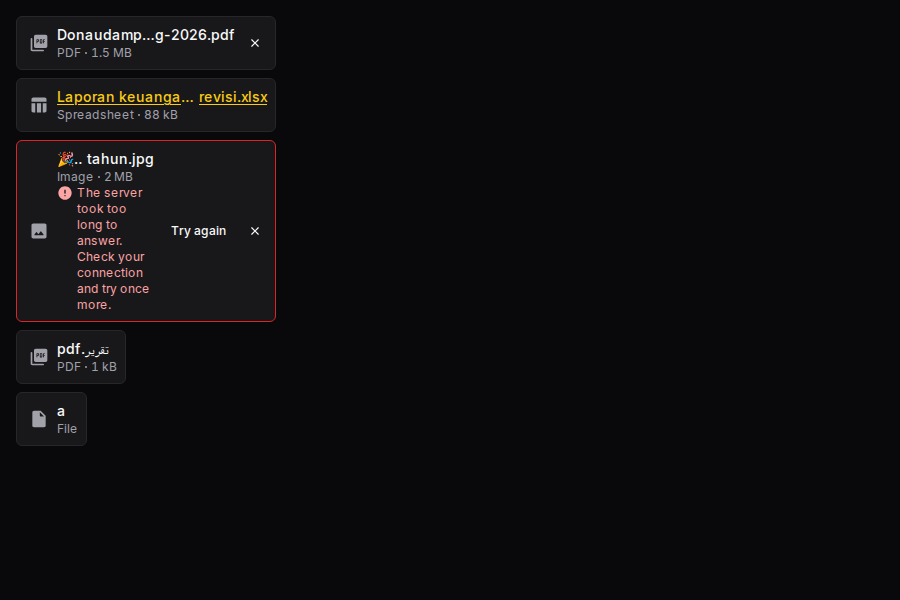 Donaudamp...g-2026.pdf
PDF · 1.5 MB
Laporan keuanga... revisi.xlsx
Spreadsheet · 88 kB
🎉.. tahun.jpg
Image · 2 MB
The server
took too
long to
answer.
Check your
connection
and try once
more.
Try again
تقرير.pdf
PDF · 1 kB
a
File